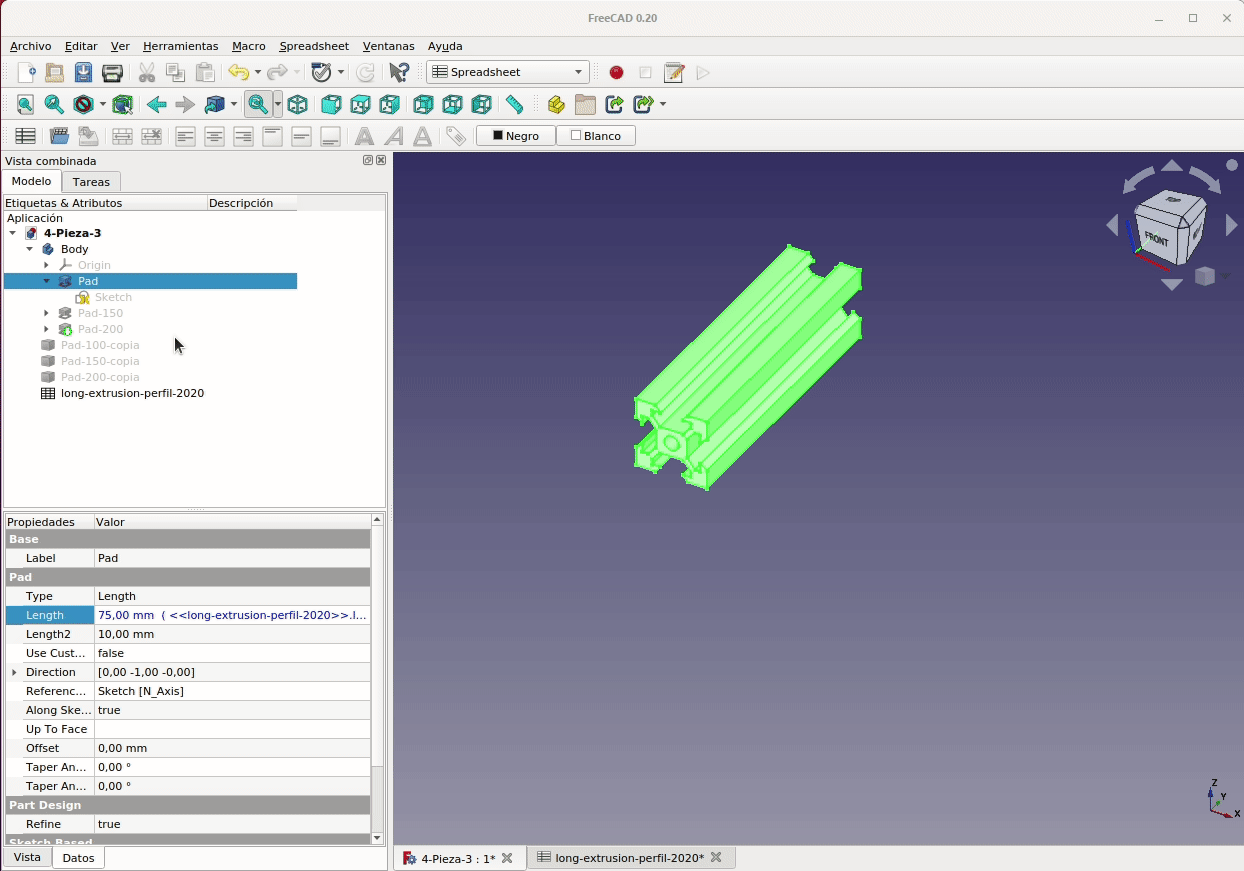 FreeCAD 0.20
Archivo Editar Ver Herramientas Macro Spreadsheet Ventanas Ayuda
Spreadsheet
Negro Blanco
Vista combinada
Modelo Tareas
Etiquetas & Atributos Descripción
Aplicación
4-Pieza-3
Body
Origin
Pad
Sketch
Pad-150
Pad-200
Pad-100-copia
Pad-150-copia
Pad-200-copia
long-extrusion-perfil-2020
FRONT
Propiedades Valor
Base
Label Pad
Pad
Type Length
Length 75,00 mm ( <<long-extrusion-perfil-2020>>.l...
Length2 10,00 mm
Use Cust... false
Direction [0,00 -1,00 -0,00]
Referenc... Sketch [N_Axis]
Along Ske... true
Up To Face
Offset 0,00 mm
Taper An... 0,00 °
Taper An... 0,00 °
Part Design
Refine true
Sketch Based
Z
Y
X
Vista Datos
4-Pieza-3 : 1* long-extrusion-perfil-2020*